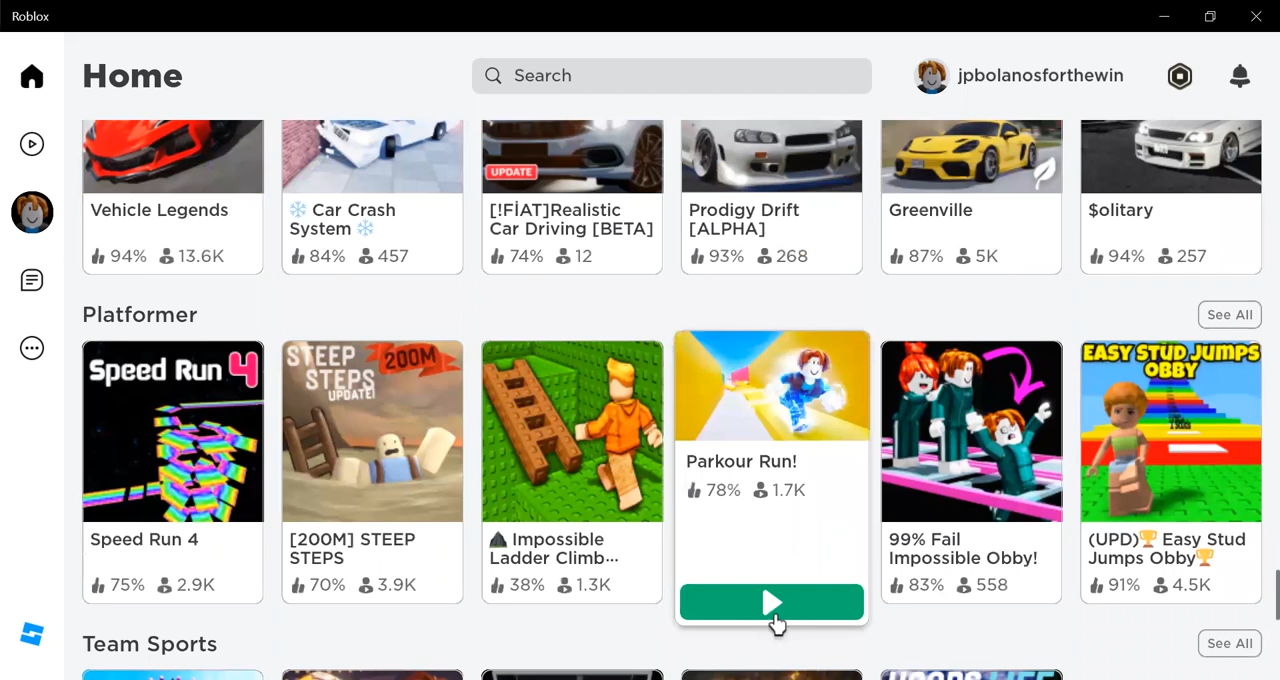 Roblox
Home
Search
jpbolanosforthewin
UPDATE
Vehicle Legends
94% 13.6K
❄️ Car Crash
System ❄️
84% 457
[!FİAT]Realistic
Car Driving [BETA]
74% 12
Prodigy Drift
[ALPHA]
93% 268
Greenville
87% 5K
$olitary
94% 257
Platformer
See All
Speed Run 4
Speed Run 4
75% 2.9K
STEEP
STEPS
UPDATE!
200M
[200M] STEEP
STEPS
70% 3.9K
Impossible
Ladder Climb...
38% 1.3K
Parkour Run!
78% 1.7K
99% Fail
Impossible Obby!
83% 558
EASY STUD JUMPS
OBBY
(UPD)🏆 Easy Stud
Jumps Obby🏆
91% 4.5K
Team Sports
See All